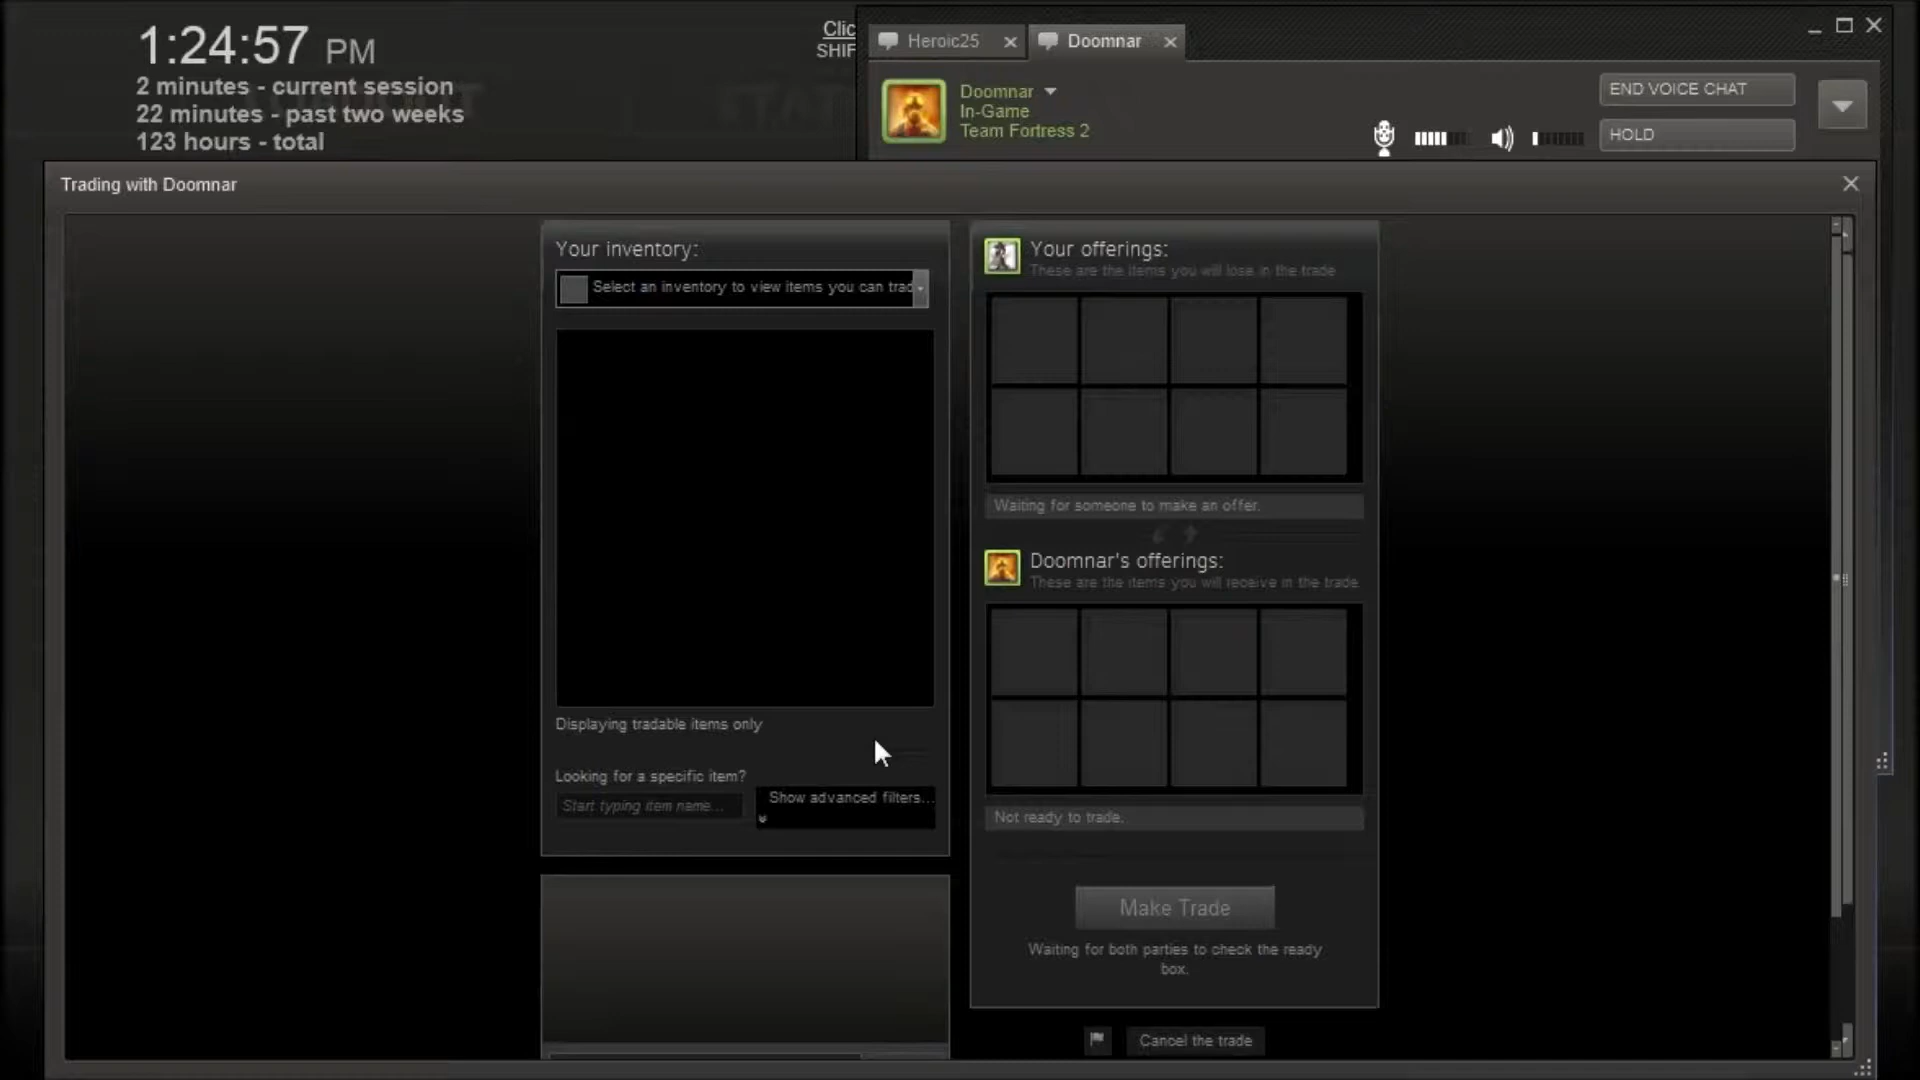 1:24:57 PM
2 minutes - current session
22 minutes - past two weeks
123 hours - total
Clic
SHIF
Heroic25
Doomnar
Doomnar
In-Game
Team Fortress 2
END VOICE CHAT
HOLD
Trading with Doomnar
Your inventory:
Select an inventory to view items you can trad
Displaying tradable items only
Looking for a specific item?
Start typing item name...
Show advanced filters...
Your offerings:
These are the items you will lose in the trade
Waiting for someone to make an offer.
Doomnar's offerings:
These are the items you will receive in the trade
Not ready to trade.
Make Trade
Waiting for both parties to check the ready
box.
Cancel the trade